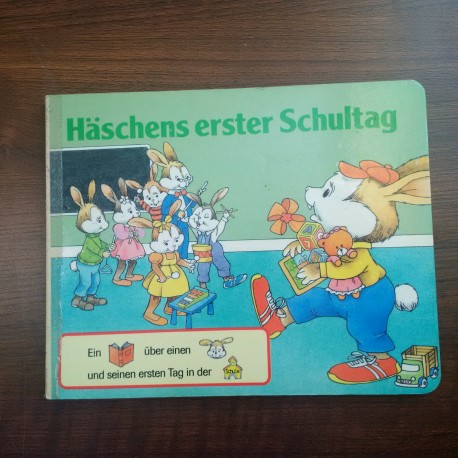 Häschens erster Schultag
Ein über einen
und seinen ersten Tag in der